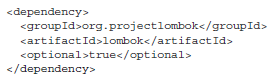 <dependency>
  <groupId>org.projectlombok</groupId>
  <artifactId>lombok</artifactId>
  <optional>true</optional>
</dependency>